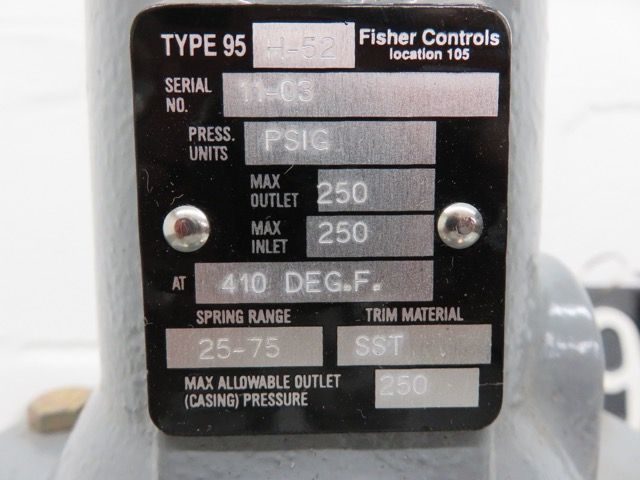 TYPE 95 H-52 Fisher Controls
location 105
SERIAL NO. 11-03
PRESS. UNITS PSIG
MAX OUTLET 250
MAX INLET 250
AT 410 DEG.F.
SPRING RANGE TRIM MATERIAL
25-75 SST
MAX ALLOWABLE OUTLET (CASING) PRESSURE 250
9